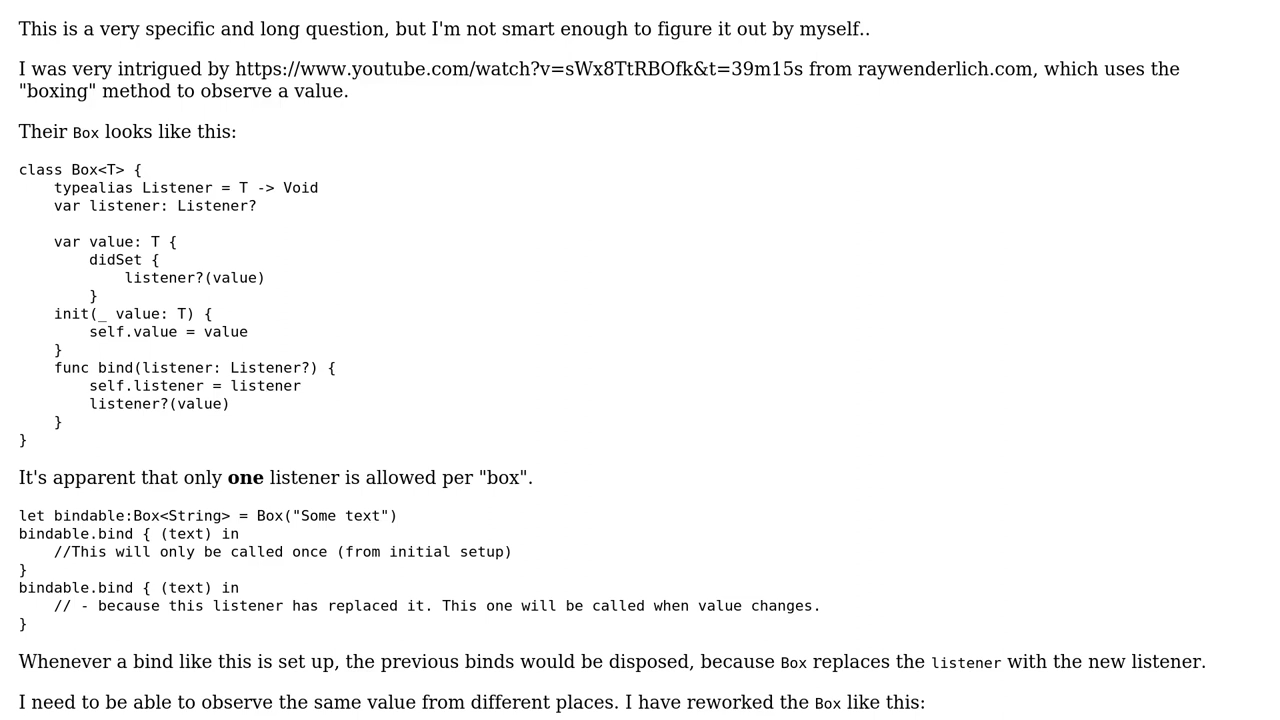 This is a very specific and long question, but I'm not smart enough to figure it out by myself..
I was very intrigued by https://www.youtube.com/watch?v=sWx8TtRBOfk&t=39m15s from raywenderlich.com, which uses the
"boxing" method to observe a value.
Their Box looks like this:
class Box<T> {
    typealias Listener = T -> Void
    var listener: Listener?

    var value: T {
        didSet {
            listener?(value)
        }
    init(_ value: T) {
        self.value = value
    }
    func bind(listener: Listener?) {
        self.listener = listener
        listener?(value)
    }
}
It's apparent that only one listener is allowed per "box".
let bindable:Box<String> = Box("Some text")
bindable.bind { (text) in
    //This will only be called once (from initial setup)
}
bindable.bind { (text) in
    // - because this listener has replaced it. This one will be called when value changes.
}
Whenever a bind like this is set up, the previous binds would be disposed, because Box replaces the listener with the new listener.
I need to be able to observe the same value from different places. I have reworked the Box like this: